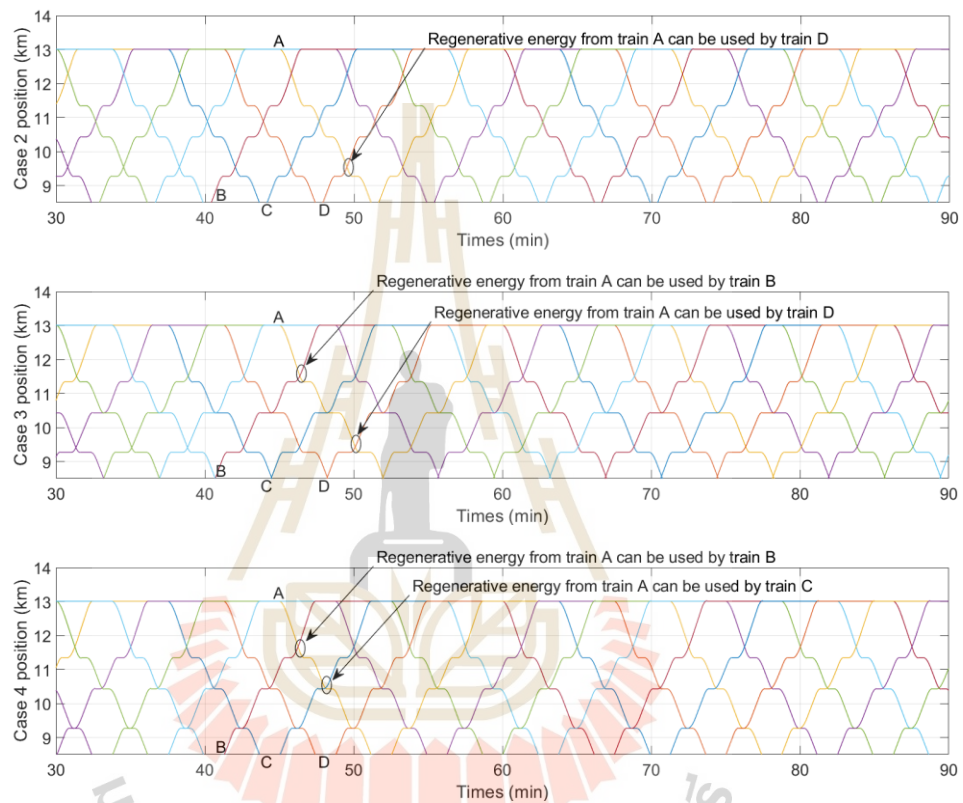 Case 2 position (km)
14
13
12
11
10
9
A
Regenerative energy from train A can be used by train D
B
C
D
30 40 50 60 70 80 90
Times (min)
Regenerative energy from train A can be used by train B
Regenerative energy from train A can be used by train D
Case 3 position (km)
14
13
12
11
10
9
A
B
C
D
30 40 50 60 70 80 90
Times (min)
Regenerative energy from train A can be used by train B
Regenerative energy from train A can be used by train C
Case 4 position (km)
14
13
12
11
10
9
A
B
C
D
30 40 50 60 70 80 90
Times (min)